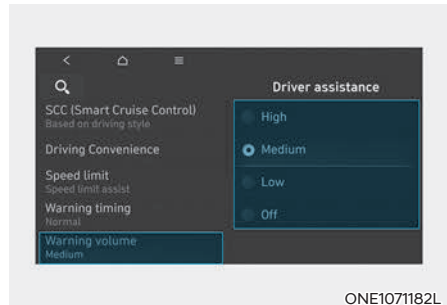 Driver assistance
SCC (Smart Cruise Control)
Based on driving style
Driving Convenience
Speed limit
Speed limit assist
Warning timing
Normal
Warning volume
Medium
High
Medium
Low
Off
ONE1071182L